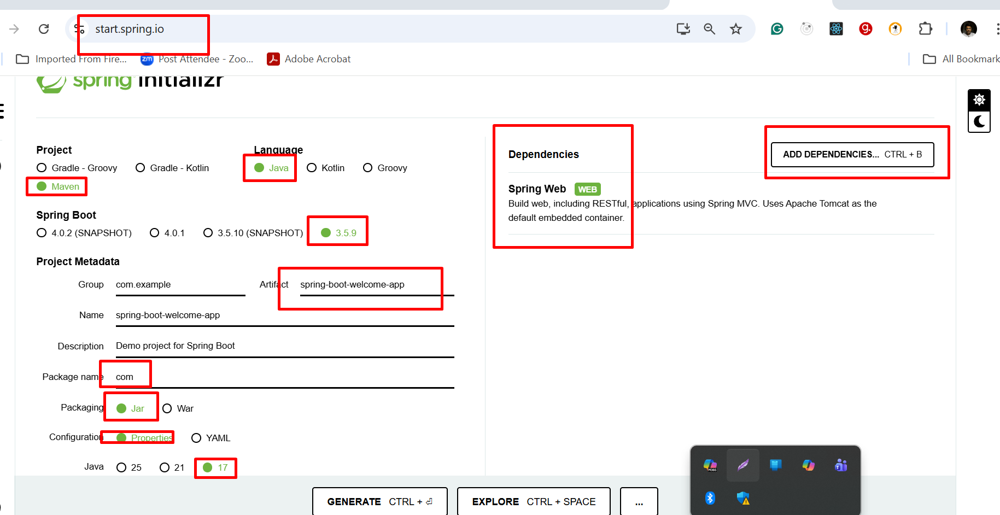 start.spring.io
Imported From Fire...
Post Attendee - Zoo...
Adobe Acrobat
All Bookmark
spring initializr
Project
Gradle - Groovy
Gradle - Kotlin
Maven
Language
Java
Kotlin
Groovy
Spring Boot
4.0.2 (SNAPSHOT)
4.0.1
3.5.10 (SNAPSHOT)
3.5.9
Project Metadata
Group com.example
Artifact spring-boot-welcome-app
Name spring-boot-welcome-app
Description Demo project for Spring Boot
Package name com
Packaging Jar War
Configuration Properties YAML
Java 25 21 17
Dependencies
ADD DEPENDENCIES... CTRL + B
Spring Web WEB
Build web, including RESTful, applications using Spring MVC. Uses Apache Tomcat as the
default embedded container.
GENERATE CTRL + ⏎
EXPLORE CTRL + SPACE
...
zm
g.
M365
T